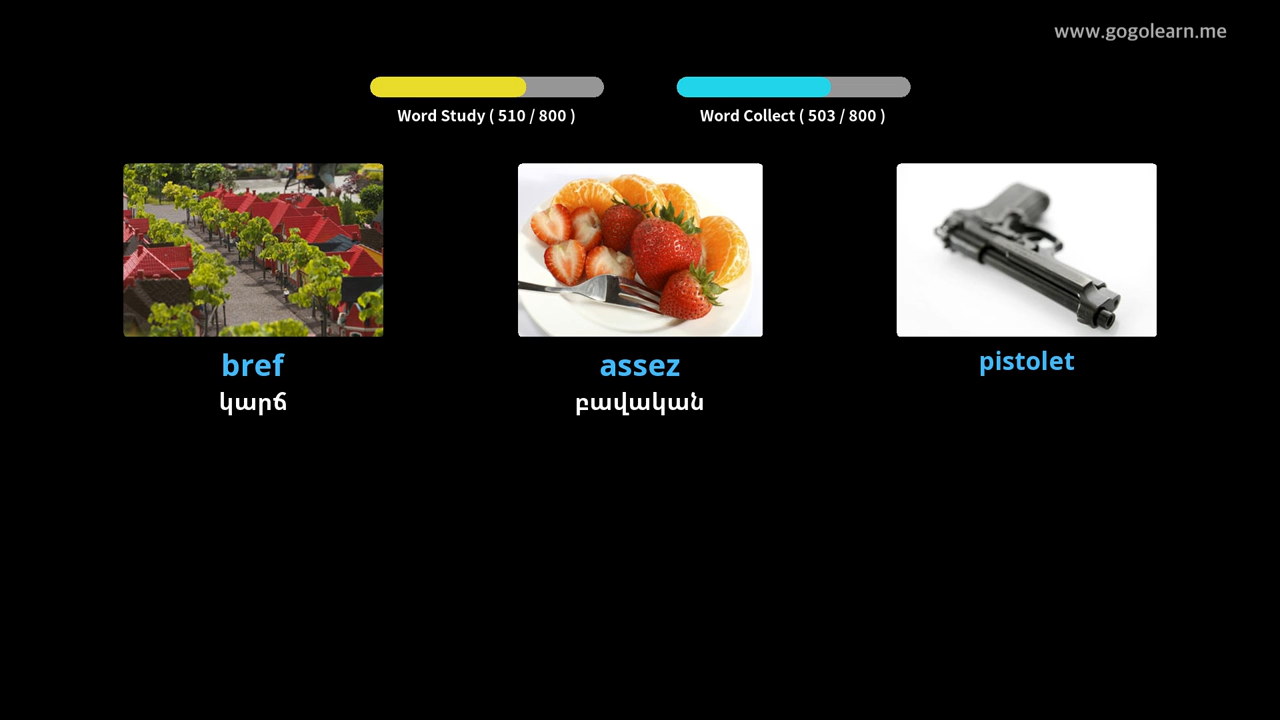 www.gogolearn.me
Word Study ( 510 / 800 )
Word Collect ( 503 / 800 )
bref
կարճ
assez
բավական
pistolet